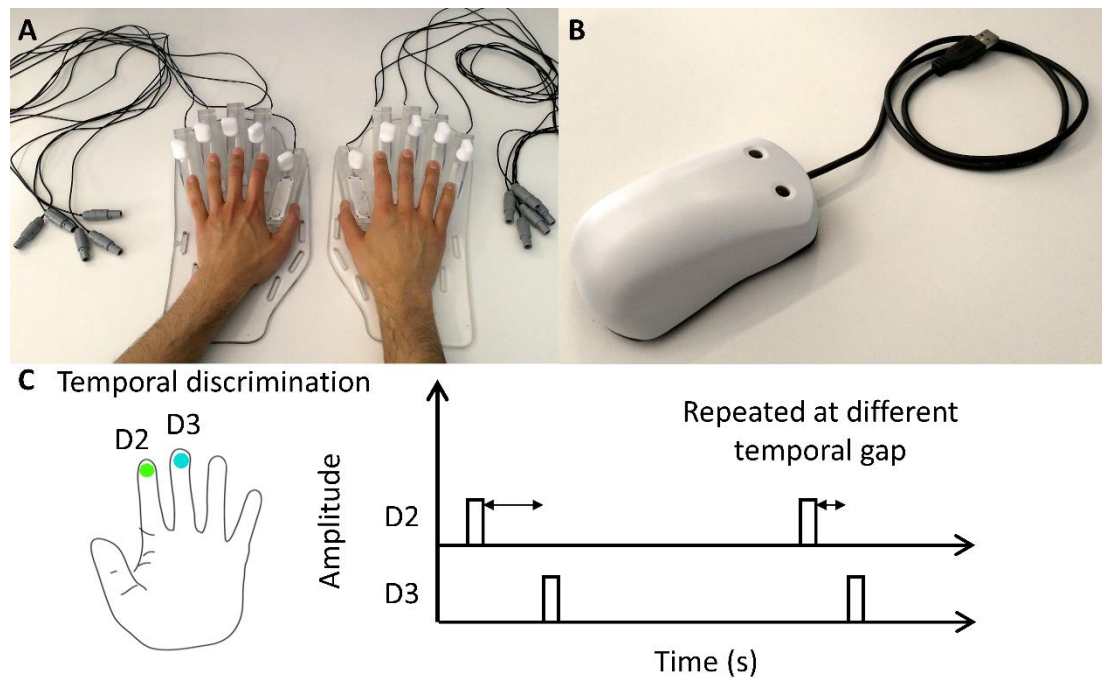 A
B
C Temporal discrimination
D2
D3
Repeated at different
temporal gap
Amplitude
D2
D3
Time (s)